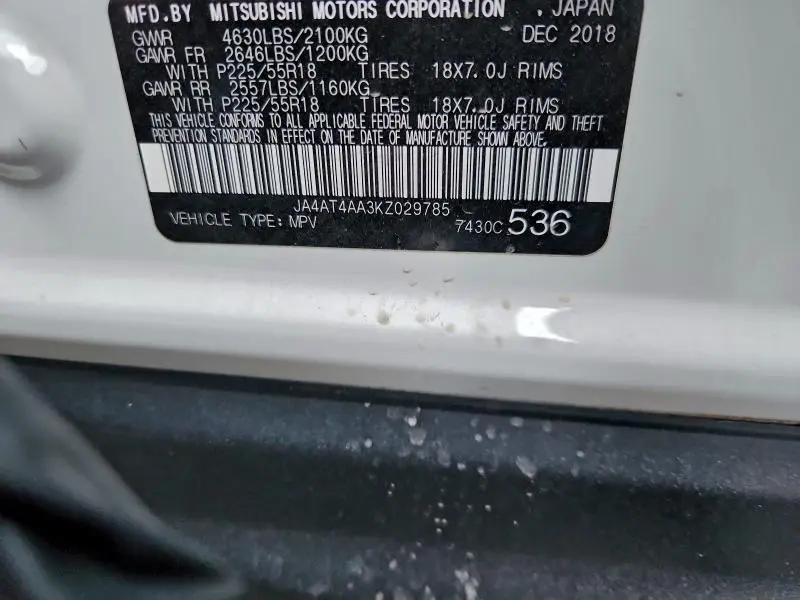 MFD.BY MITSUBISHI MOTORS CORPORATION . JAPAN
GVWR 4630LBS/2100KG DEC 2018
GAWR FR 2646LBS/1200KG
WITH P225/55R18 TIRES 18X7.0J RIMS
GAWR RR 2557LBS/1160KG
WITH P225/55R18 TIRES 18X7.0J RIMS
THIS VEHICLE CONFORMS TO ALL APPLICABLE FEDERAL MOTOR VEHICLE SAFETY AND THEFT
PREVENTION STANDARDS IN EFFECT ON THE DATE OF MANUFACTURE SHOWN ABOVE.
JA4AT4AA3KZ029785
VEHICLE TYPE: MPV 7430C 536